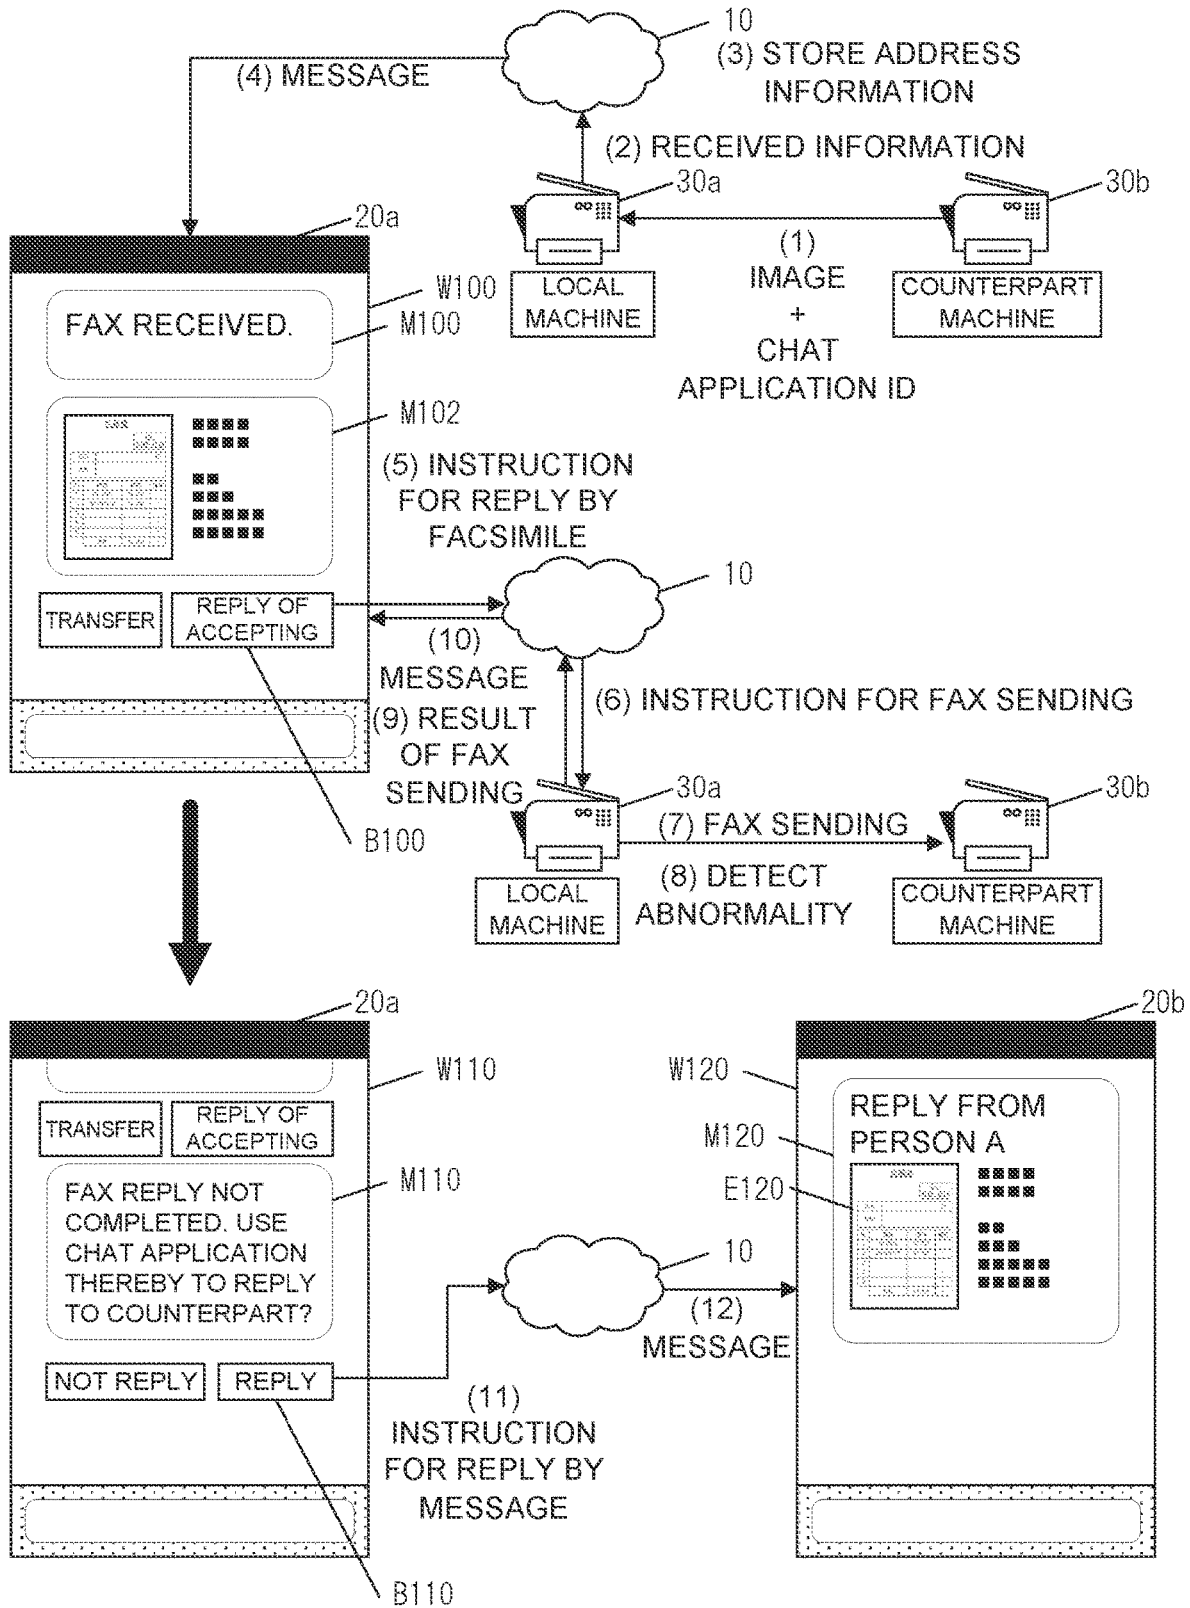 10
(3) STORE ADDRESS
INFORMATION
(4) MESSAGE
(2) RECEIVED INFORMATION
30a
30b
20a
(1)
IMAGE
+
CHAT
APPLICATION ID
LOCAL
MACHINE
COUNTERPART
MACHINE
W100
FAX RECEIVED.
M100
M102
(5) INSTRUCTION
FOR REPLY BY
FACSIMILE
10
TRANSFER
REPLY OF
ACCEPTING
(10)
MESSAGE
(6) INSTRUCTION FOR FAX SENDING
(9) RESULT
OF FAX
SENDING
30a
30b
(7) FAX SENDING
B100
(8) DETECT
ABNORMALITY
LOCAL
MACHINE
COUNTERPART
MACHINE
20a
20b
W110
W120
TRANSFER
REPLY OF
ACCEPTING
REPLY FROM
PERSON A
M110
M120
E120
FAX REPLY NOT
COMPLETED. USE
CHAT APPLICATION
THEREBY TO REPLY
TO COUNTERPART?
10
(12)
MESSAGE
NOT REPLY
REPLY
(11)
INSTRUCTION
FOR REPLY BY
MESSAGE
B110